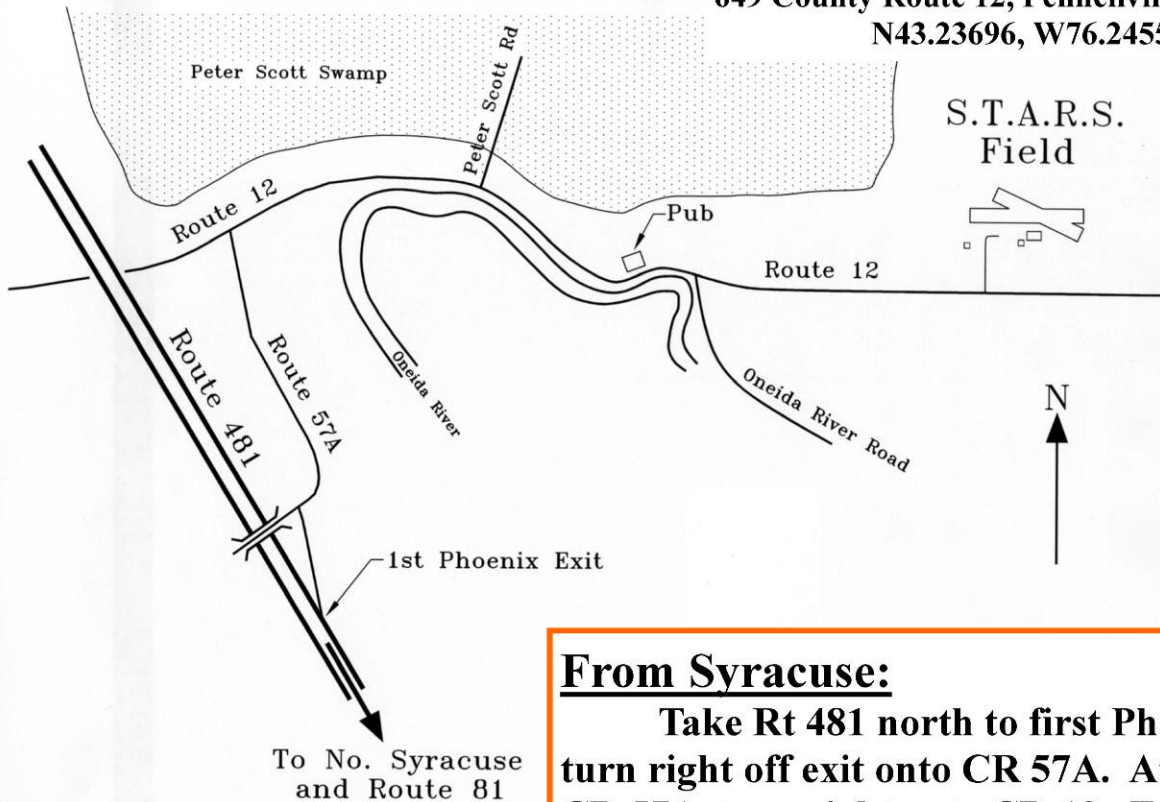 N43.23696, W76.2455
Peter Scott Swamp
Peter Scott Rd
S.T.A.R.S.
Field
Route 12
Pub
Route 12
Route 481
Route 57A
Oneida River
Oneida River Road
N
1st Phoenix Exit
To No. Syracuse
and Route 81
From Syracuse:
Take Rt 481 north to first Ph
turn right off exit onto CR 57A. A